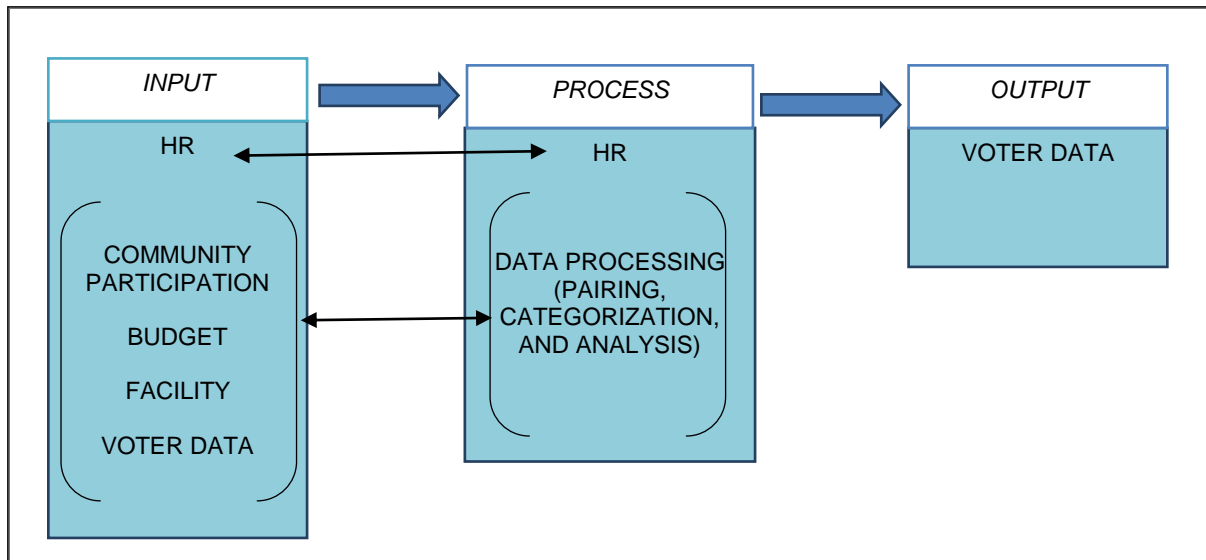 INPUT
HR
COMMUNITY
PARTICIPATION
BUDGET
FACILITY
VOTER DATA
PROCESS
HR
DATA PROCESSING
(PAIRING,
CATEGORIZATION,
AND ANALYSIS)
OUTPUT
VOTER DATA